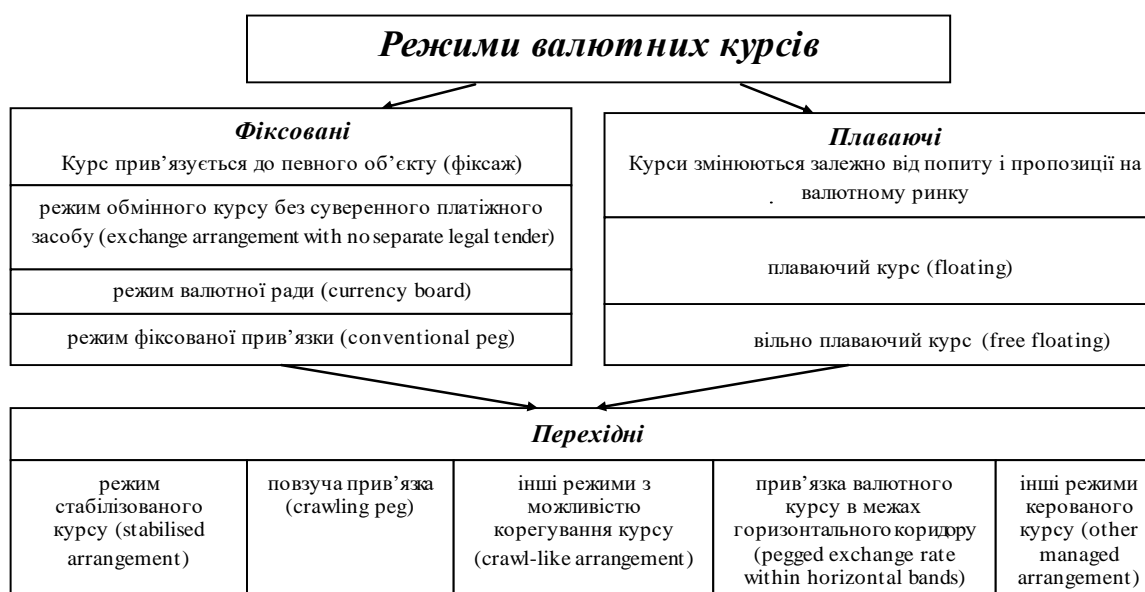 Режими валютних курсів
Фіксовані
Курс прив’язується до певного об’єкту (фіксаж)
режим обмінного курсу без суверенного платіжного
засобу (exchange arrangement with no separate legal tender)
режим валютної ради (currency board)
режим фіксованої прив’язки (conventional peg)
Плаваючі
Курси змінюються залежно від попиту і пропозиції на
валютному ринку
плаваючий курс (floating)
вільно плаваючий курс (free floating)
Перехідні
режим
стабілізованого
курсу (stabilised
arrangement)
повзуча прив’язка
(crawling peg)
інші режими з
можливістю
корегування курсу
(crawl-like arrangement)
прив’язка валютного
курсу в межах
горизонтального коридору
(pegged exchange rate
within horizontal bands)
інші режими
керованого
курсу (other
managed
arrangement)